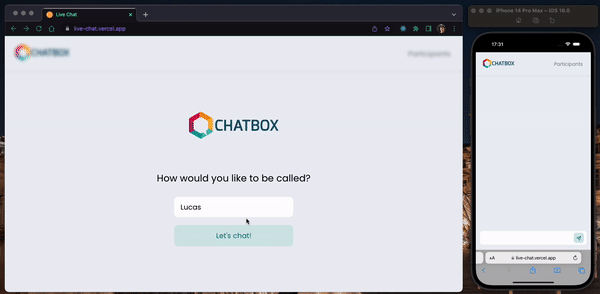 Live Chat
live-chat.vercel.app
CHATBOX
Participants
CHATBOX
How would you like to be called?
Lucas
Let's chat!
iPhone 14 Pro Max – iOS 16.0
17:31
CHATBOX
Participants
AA
live-chat.vercel.app